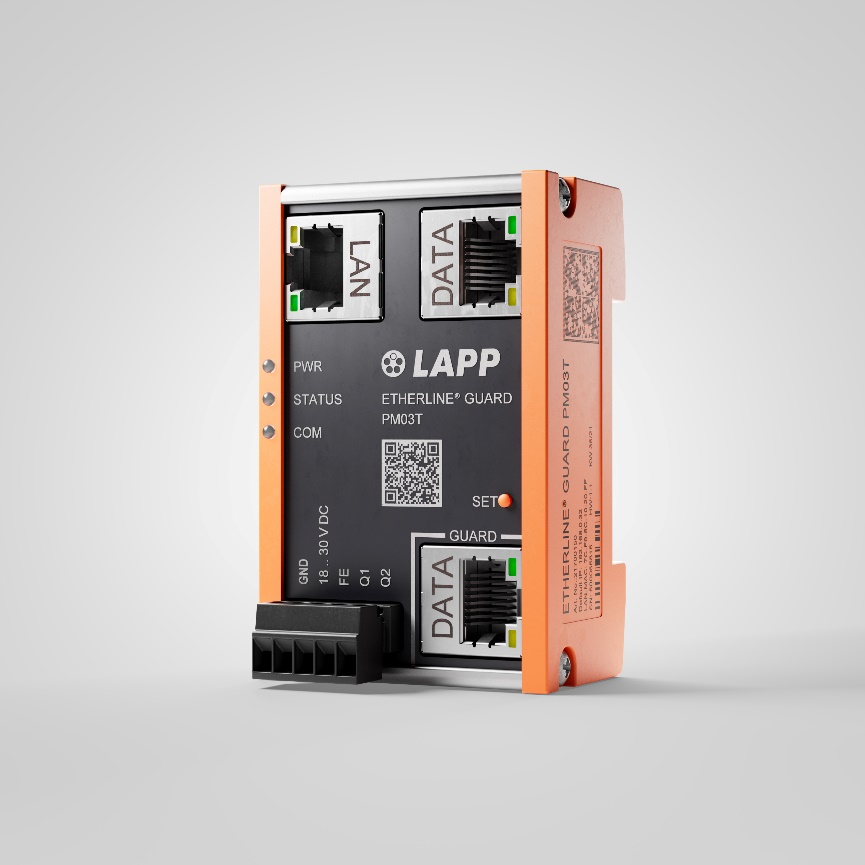 LAN
DATA
PWR
STATUS
COM
LAPP
ETHERLINE® GUARD
PM03T
SET
GUARD
DATA
GND
18 .. 30 V DC
FE
Q1
Q2
ETHERLINE® GUARD PM03T